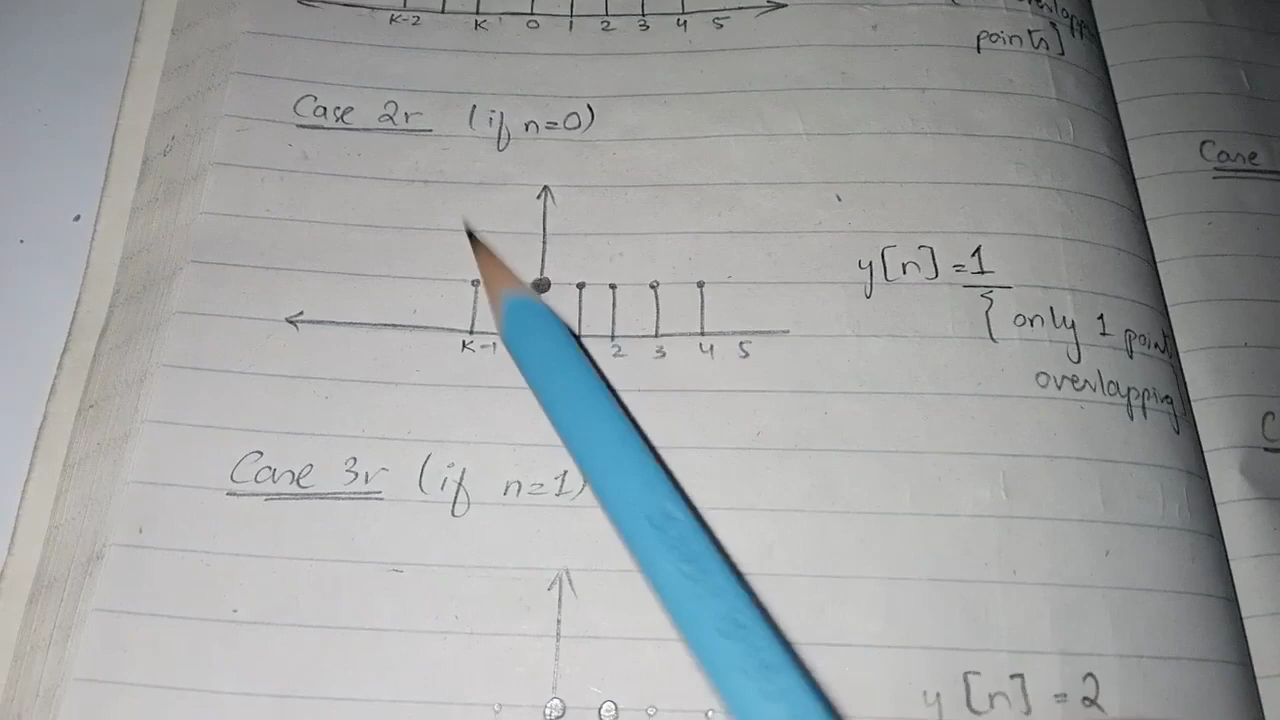 K-2 K 0 1 2 3 4 5
points]
Case 2r (if n=0)
Case
y[n] = 1
{ only 1 point
overlapping
K-1 2 3 4 5
Case 3r (if n=1)
C
y[n] = 2